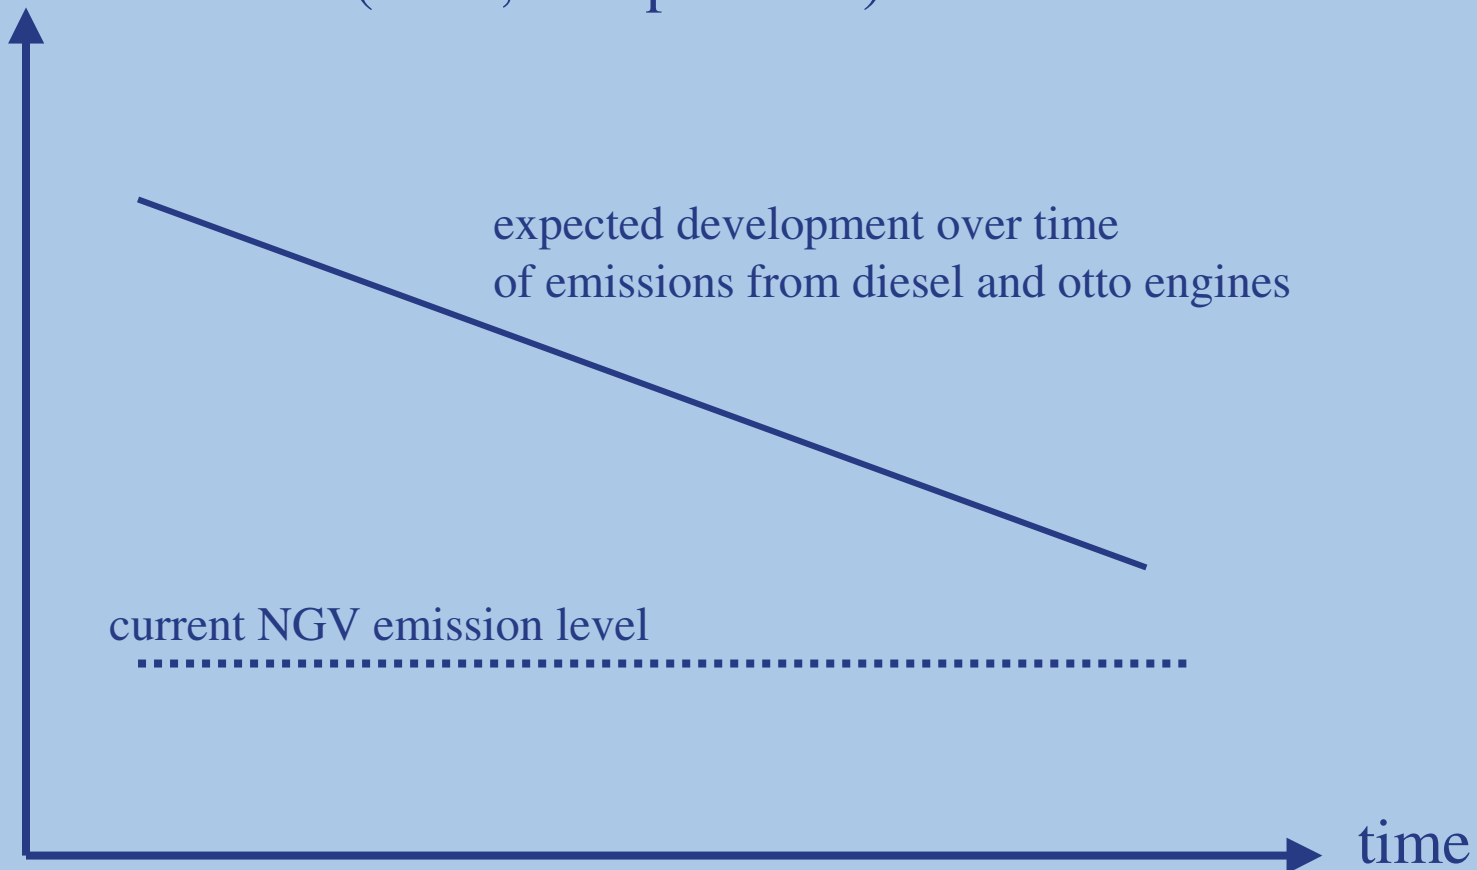 expected development over time
of emissions from diesel and otto engines
current NGV emission level
time